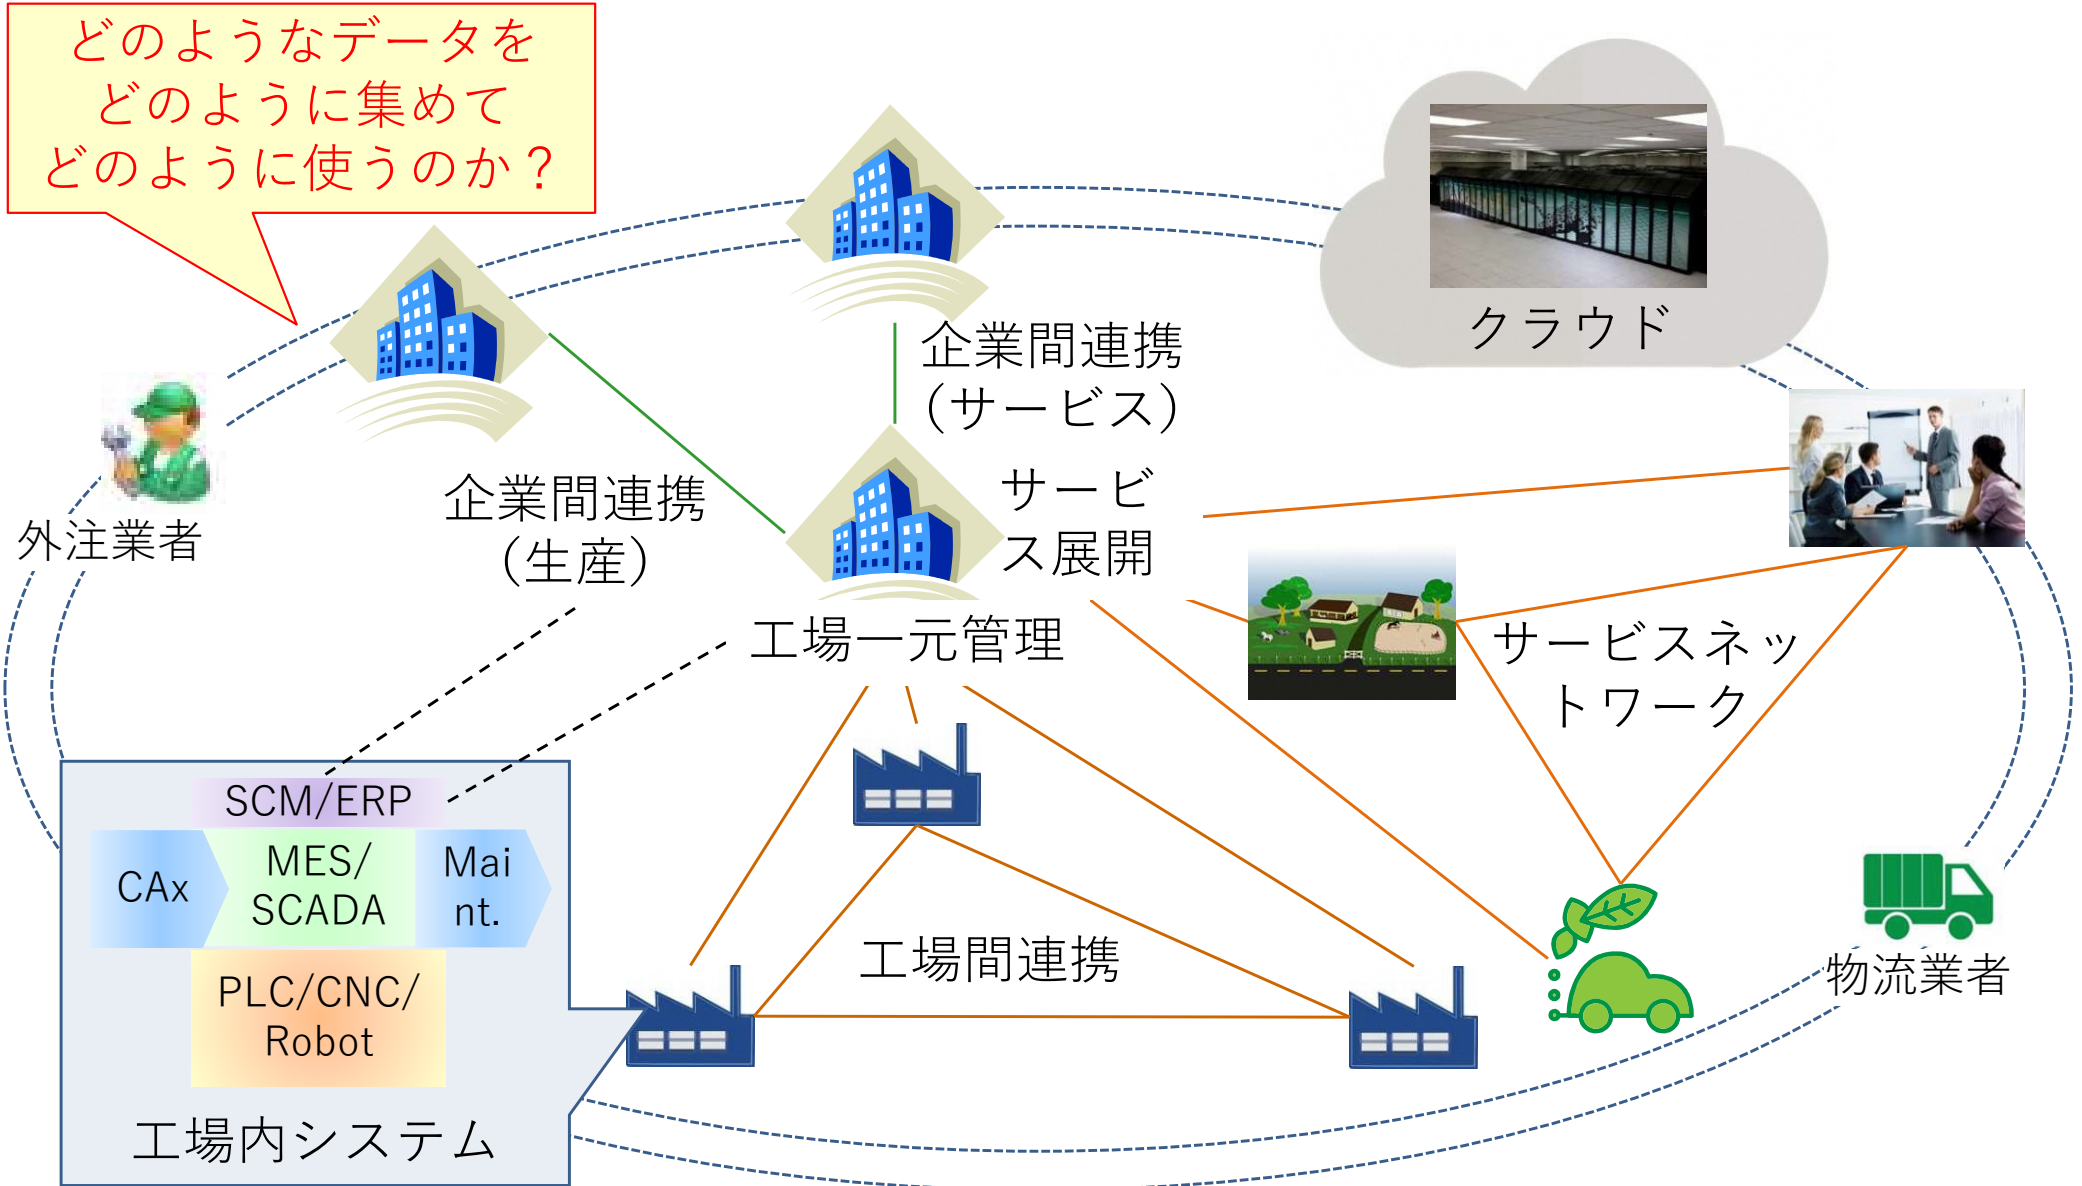 どのようなデータを
どのように集めて
どのように使うのか？
クラウド
企業間連携
（サービス）
外注業者
企業間連携
（生産）
サービ
ス展開
工場一元管理
サービスネッ
トワーク
SCM/ERP
CAx
MES/
SCADA
Mai
nt.
PLC/CNC/
Robot
工場内システム
工場間連携
物流業者